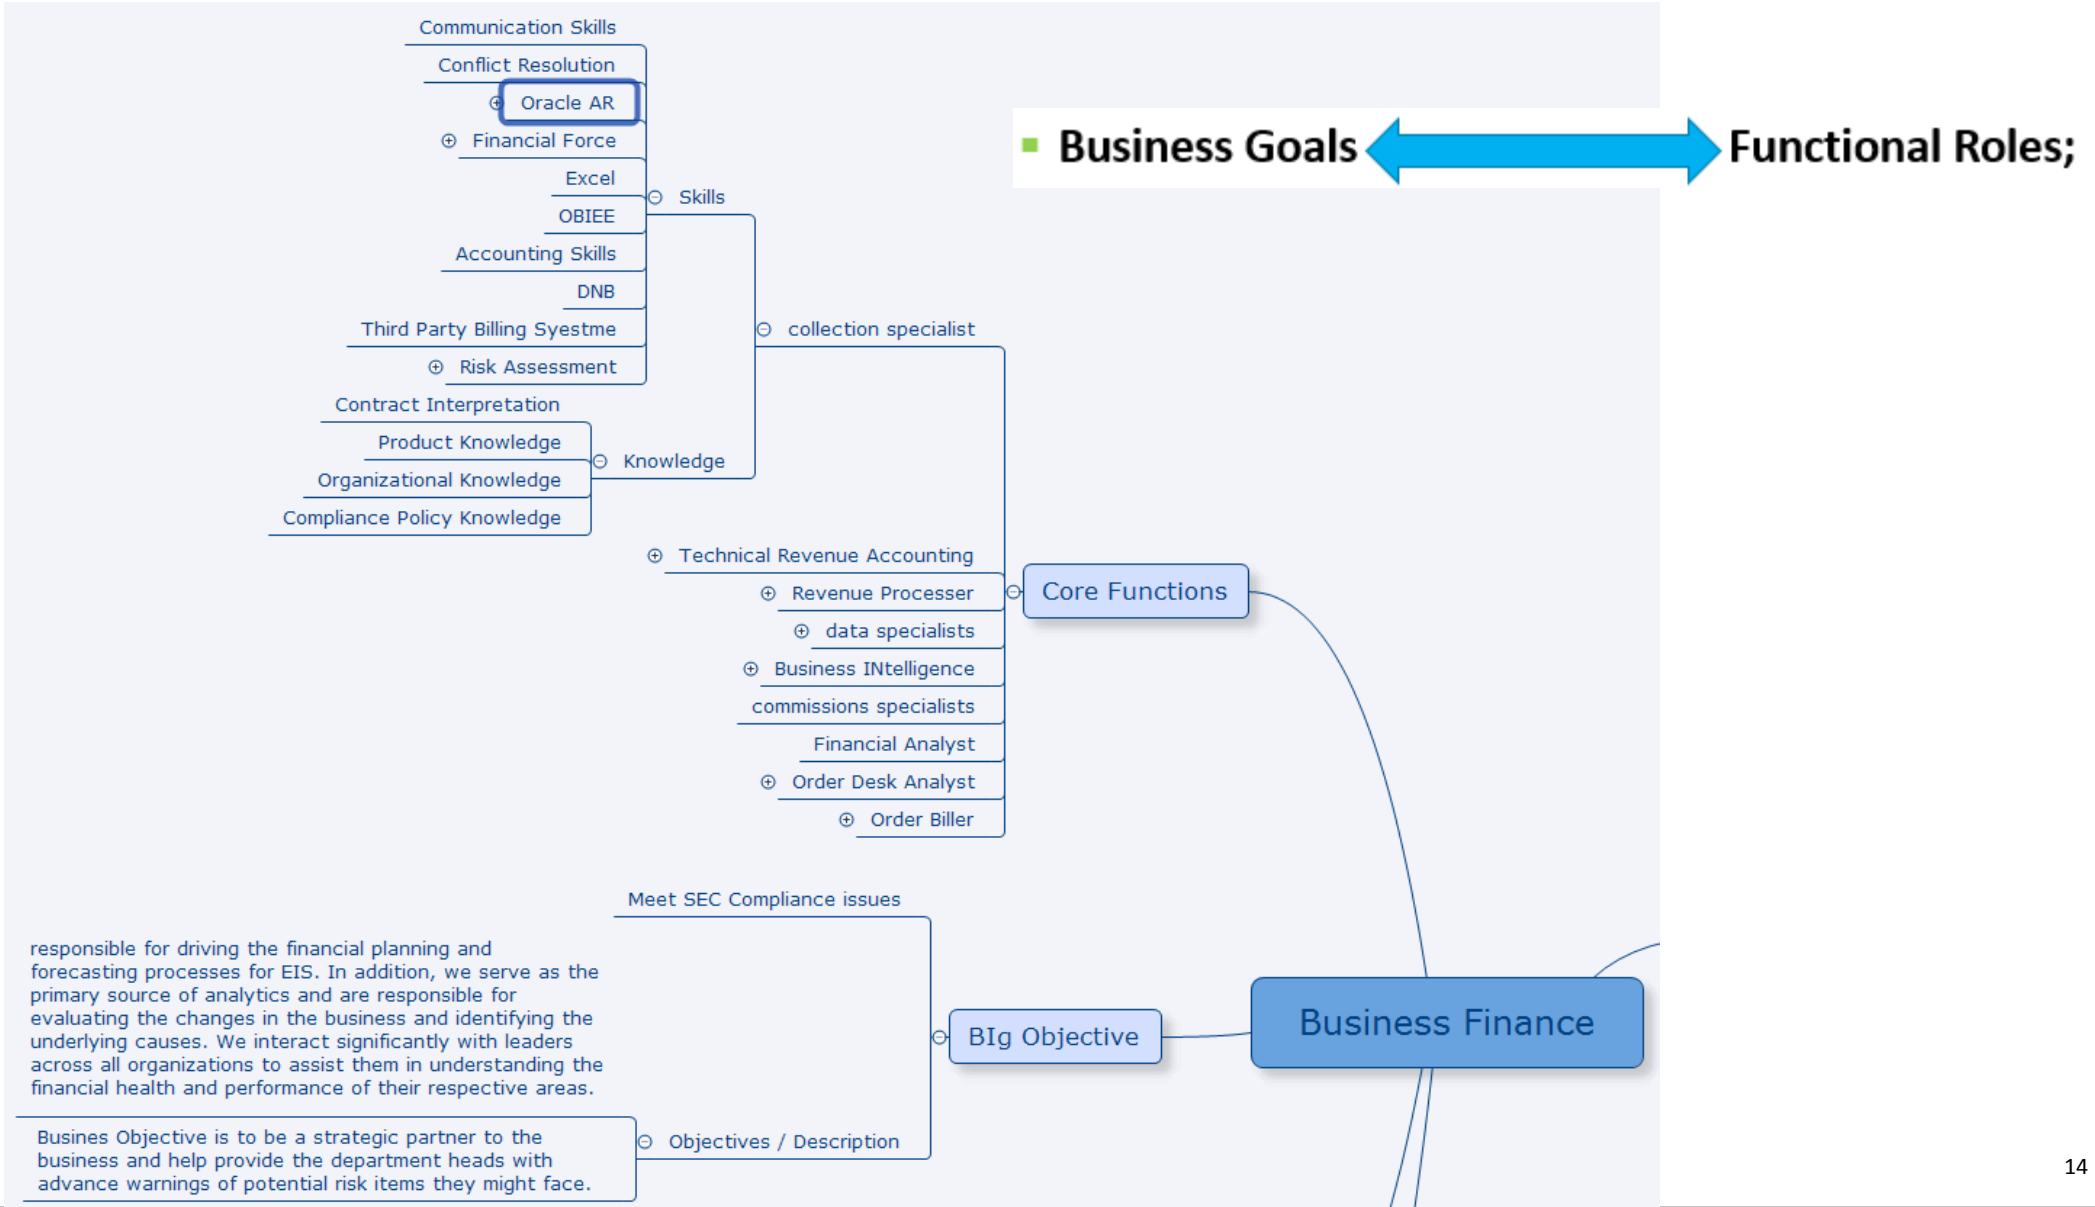 Communication Skills
Conflict Resolution
Oracle AR
Financial Force
Excel
OBIEE
Accounting Skills
DNB
Third Party Billing Syestme
Risk Assessment
Skills
Contract Interpretation
Product Knowledge
Organizational Knowledge
Compliance Policy Knowledge
Knowledge
collection specialist
Technical Revenue Accounting
Revenue Processer
data specialists
Business INtelligence
commissions specialists
Financial Analyst
Order Desk Analyst
Order Biller
Core Functions
Business Goals
Functional Roles;
Meet SEC Compliance issues
responsible for driving the financial planning and
forecasting processes for EIS. In addition, we serve as the
primary source of analytics and are responsible for
evaluating the changes in the business and identifying the
underlying causes. We interact significantly with leaders
across all organizations to assist them in understanding the
financial health and performance of their respective areas.
Busines Objective is to be a strategic partner to the
business and help provide the department heads with
advance warnings of potential risk items they might face.
Objectives / Description
BIg Objective
Business Finance
14